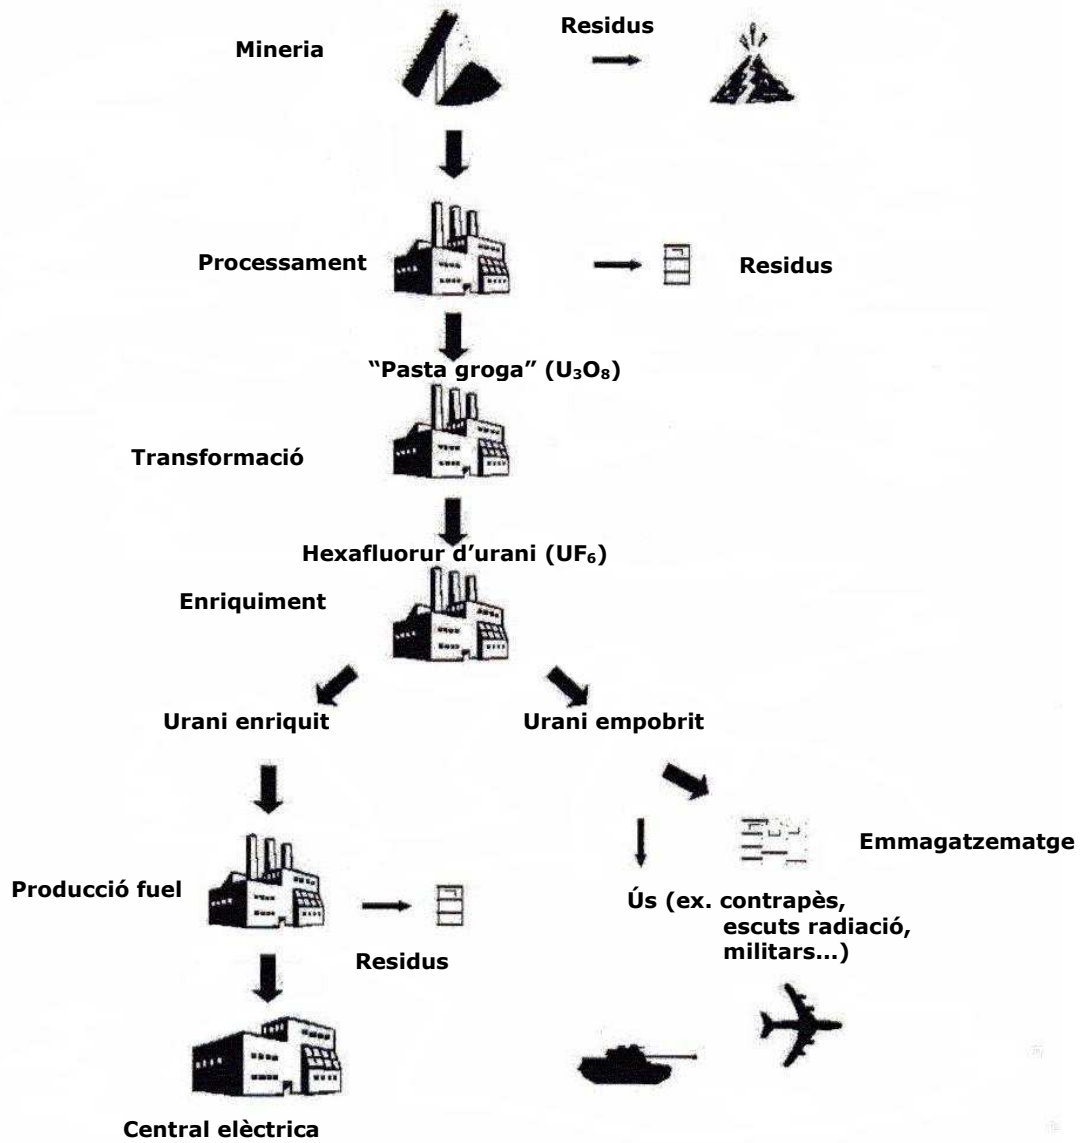 Mineria
Residus
Processament
Residus
“Pasta groga” (U₃O₈)
Transformació
Hexafluorur d’urani (UF₆)
Enriquiment
Urani enriquit
Urani empobrit
Emmagatzematge
Producció fuel
Residus
Ús (ex. contrapès,
escuts radiació,
militars...)
Central elèctrica